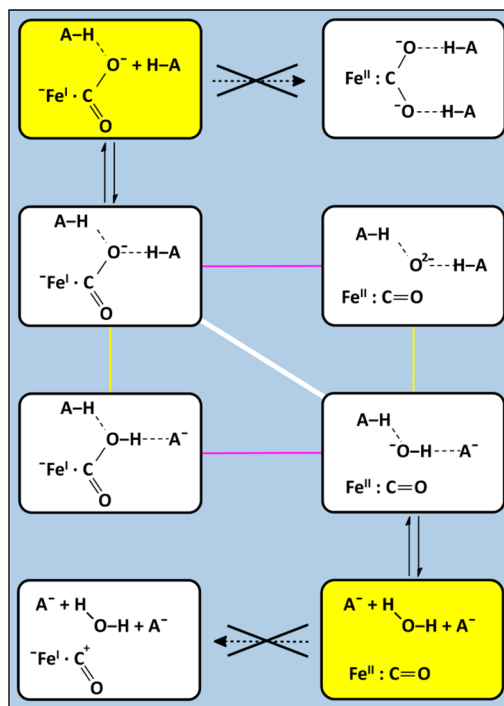 A–H
O⁻ + H–A
⁻Feᴵ · C
O
⁻O---H–A
Feᴵᴵ : C
⁻O---H–A
A–H
O⁻---H–A
⁻Feᴵ · C
O
A–H
O²⁻---H–A
Feᴵᴵ : C=O
A–H
O–H----A⁻
⁻Feᴵ · C
O
A–H
⁻O–H----A⁻
Feᴵᴵ : C=O
A⁻ + H
O–H + A⁻
⁻Feᴵ · C⁺
O
A⁻ + H
O–H + A⁻
Feᴵᴵ : C=O